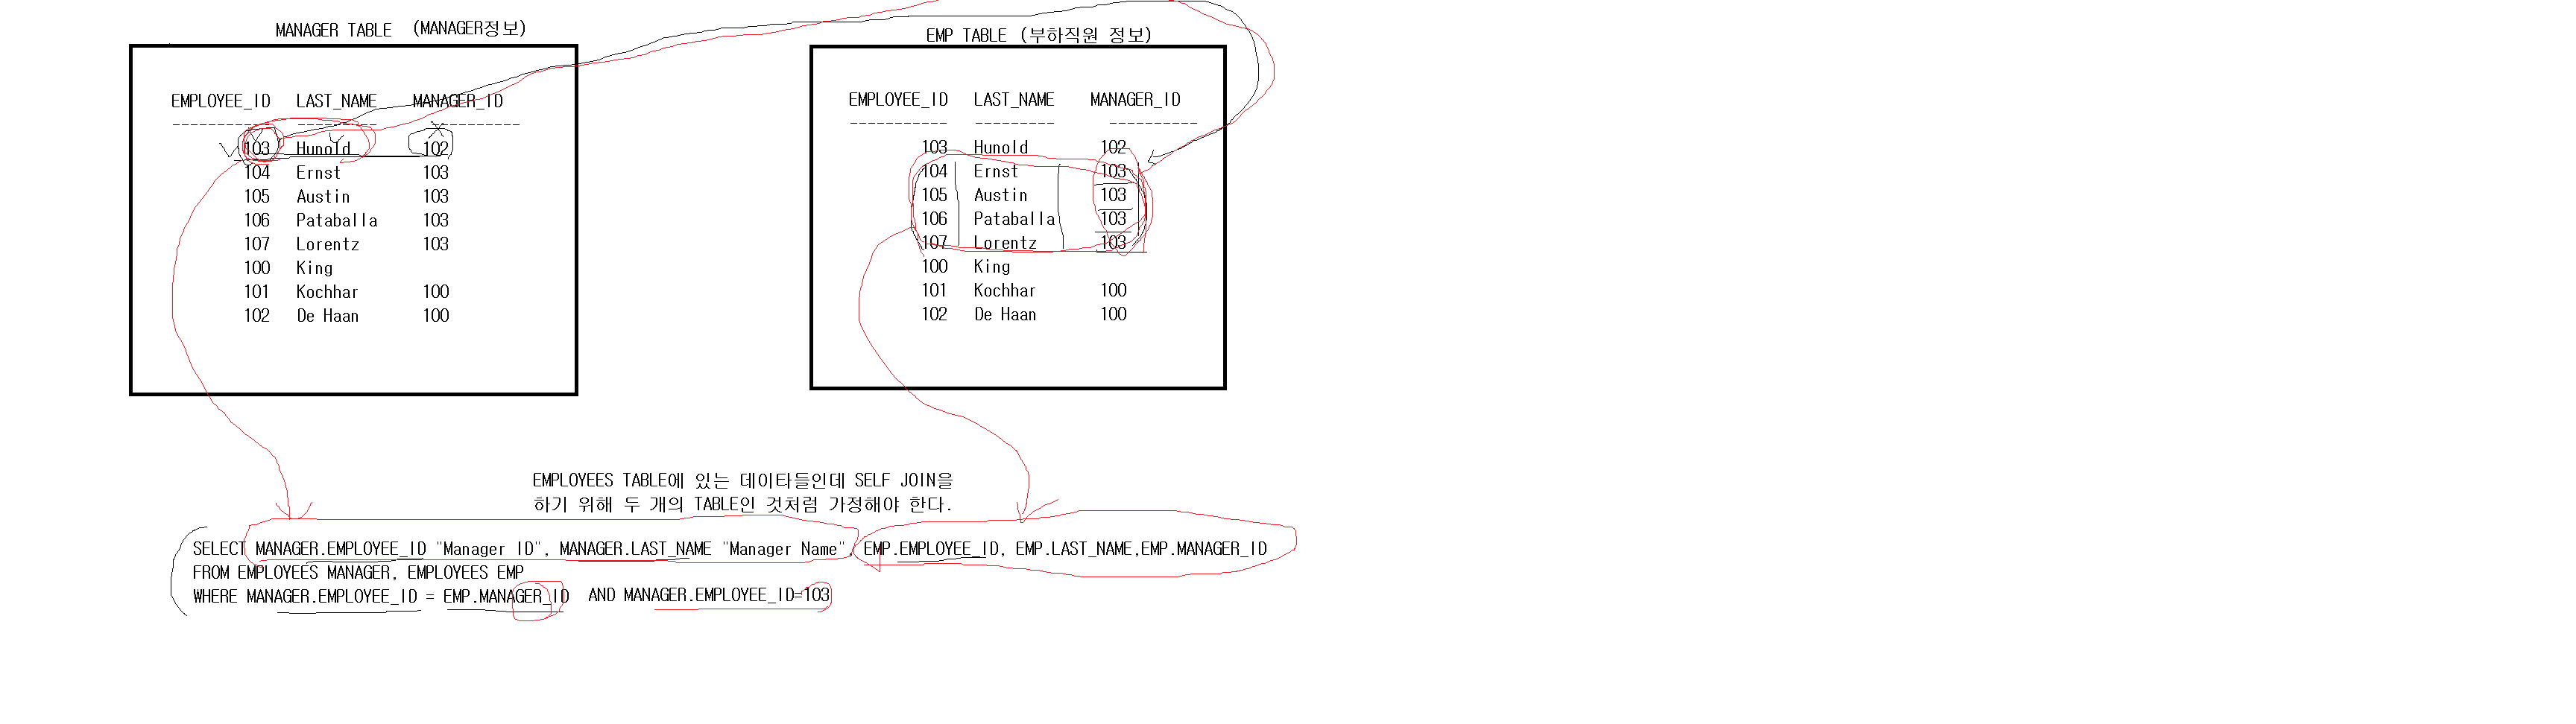 MANAGER TABLE (MANAGER정보)
EMPLOYEE_ID LAST_NAME MANAGER_ID
----------- --------- ----------
103 Hunold 102
104 Ernst 103
105 Austin 103
106 Pataballa 103
107 Lorentz 103
100 King
101 Kochhar 100
102 De Haan 100
EMP TABLE (부하직원 정보)
EMPLOYEE_ID LAST_NAME MANAGER_ID
----------- --------- ----------
103 Hunold 102
104 Ernst 103
105 Austin 103
106 Pataballa 103
107 Lorentz 103
100 King
101 Kochhar 100
102 De Haan 100
EMPLOYEES TABLE에 있는 데이타들인데 SELF JOIN을
하기 위해 두 개의 TABLE인 것처럼 가정해야 한다.
SELECT MANAGER.EMPLOYEE_ID "Manager ID", MANAGER.LAST_NAME "Manager Name", EMP.EMPLOYEE_ID, EMP.LAST_NAME,EMP.MANAGER_ID
FROM EMPLOYEES MANAGER, EMPLOYEES EMP
WHERE MANAGER.EMPLOYEE_ID = EMP.MANAGER_ID AND MANAGER.EMPLOYEE_ID=103